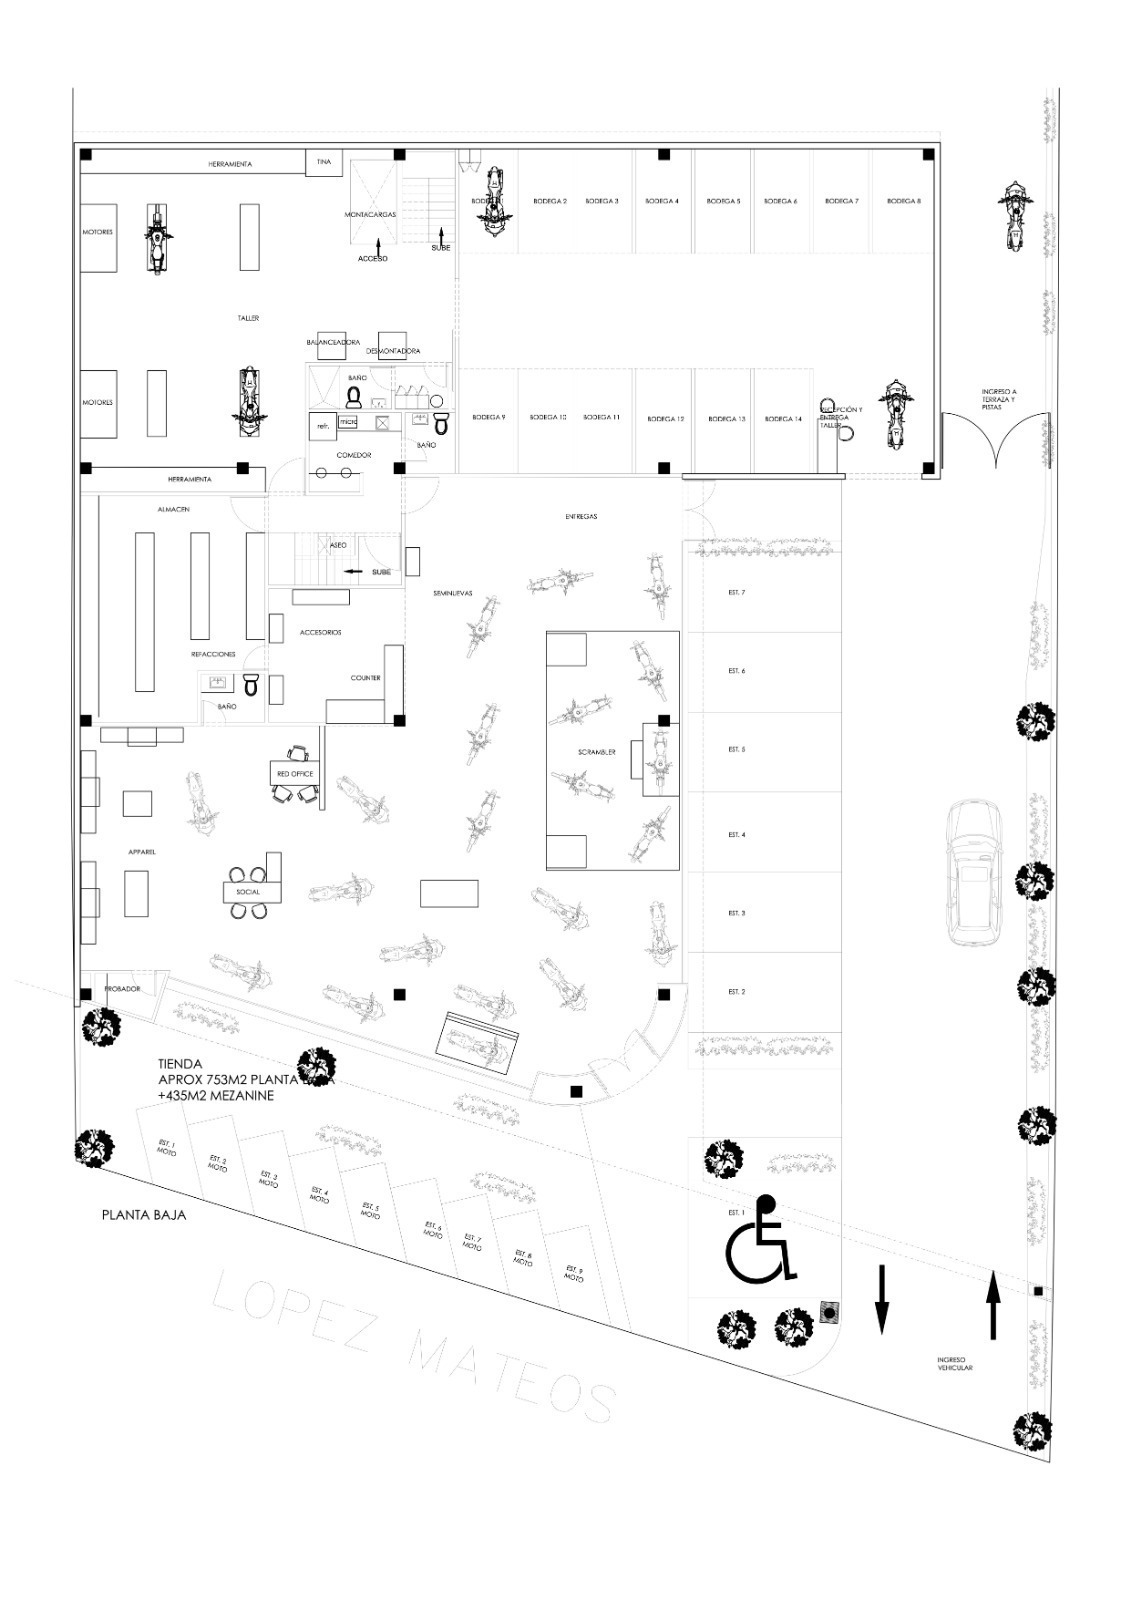 HERRAMIENTA
TINA
MOTORES
MONTACARGAS
ACCESO
SUBE
BODEGA 2
BODEGA 3
BODEGA 4
BODEGA 5
BODEGA 6
BODEGA 7
BODEGA 8
TALLER
BALANCEADORA
DESMONTADORA
BAÑO
MOTORES
refr.
micro
COMEDOR
BAÑO
BODEGA 9
BODEGA 10
BODEGA 11
BODEGA 12
BODEGA 13
BODEGA 14
RECEPCIÓN Y
ENTREGA
TALLER
INGRESO A
TERRAZA Y
PISTAS
HERRAMIENTA
ALMACEN
ENTREGAS
ASEO
SUBE
SEMINUEVAS
ACCESORIOS
REFACCIONES
COUNTER
BAÑO
EST. 7
EST. 6
EST. 5
EST. 4
EST. 3
EST. 2
SCRAMBLER
RED OFFICE
APPAREL
SOCIAL
PROBADOR
TIENDA
APROX 753M2 PLANTA
+435M2 MEZANINE
EST. 1
MOTO
EST. 2
MOTO
EST. 3
MOTO
EST. 4
MOTO
EST. 5
MOTO
EST. 6
MOTO
EST. 7
MOTO
EST. 8
MOTO
EST. 9
MOTO
EST. 1
PLANTA BAJA
LOPEZ MATEOS
INGRESO
VEHICULAR